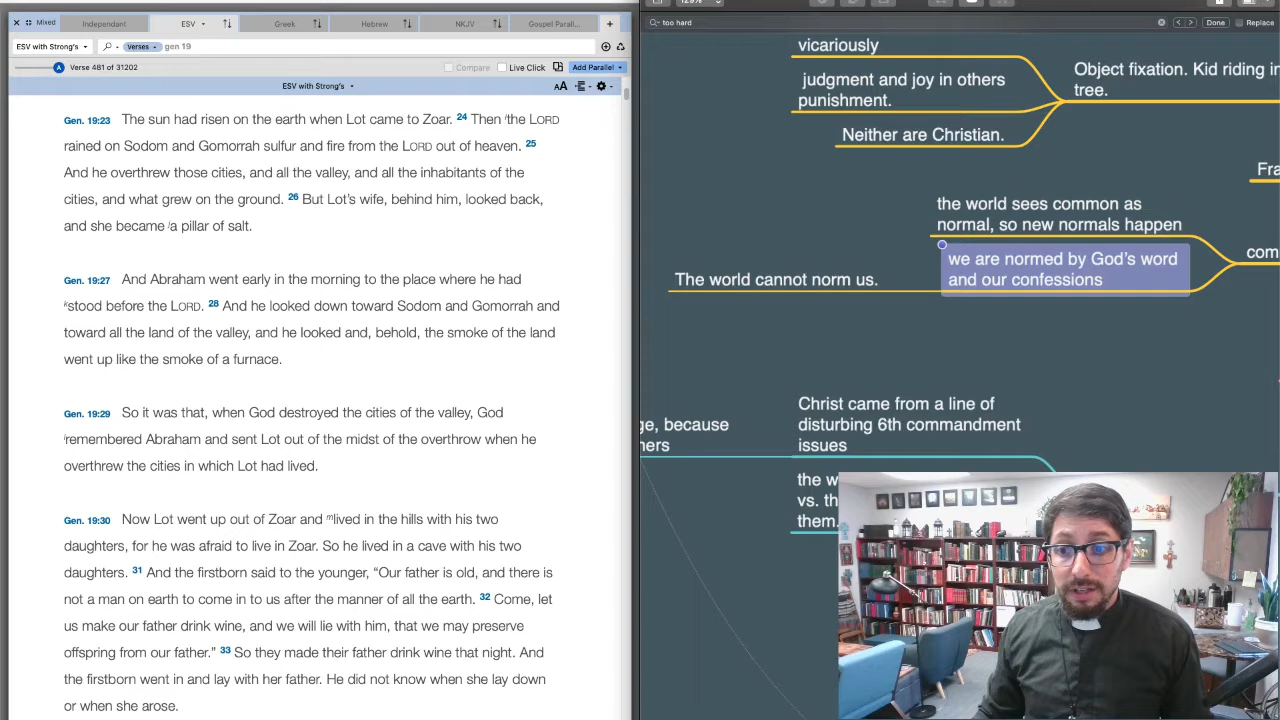 Mixed
Independant
ESV
Greek
Hebrew
NKJV
Gospel Parall...
+
ESV with Strong's
Verses
gen 19
A
Verse 481 of 31202
Compare
Live Click
Add Parallel
ESV with Strong's
AA
Gen. 19:23 The sun had risen on the earth when Lot came to Zoar. 24 Then the LORD
rained on Sodom and Gomorrah sulfur and fire from the LORD out of heaven. 25
And he overthrew those cities, and all the valley, and all the inhabitants of the
cities, and what grew on the ground. 26 But Lot's wife, behind him, looked back,
and she became a pillar of salt.
Gen. 19:27 And Abraham went early in the morning to the place where he had
kstood before the LORD. 28 And he looked down toward Sodom and Gomorrah and
toward all the land of the valley, and he looked and, behold, the smoke of the land
went up like the smoke of a furnace.
Gen. 19:29 So it was that, when God destroyed the cities of the valley, God
remembered Abraham and sent Lot out of the midst of the overthrow when he
overthrew the cities in which Lot had lived.
Gen. 19:30 Now Lot went up out of Zoar and mlived in the hills with his two
daughters, for he was afraid to live in Zoar. So he lived in a cave with his two
daughters. 31 And the firstborn said to the younger, “Our father is old, and there is
not a man on earth to come in to us after the manner of all the earth. 32 Come, let
us make our father drink wine, and we will lie with him, that we may preserve
offspring from our father.” 33 So they made their father drink wine that night. And
the firstborn went in and lay with her father. He did not know when she lay down
or when she arose.
129%
too hard
Done
Replace
vicariously
judgment and joy in others
punishment.
Neither are Christian.
Object fixation. Kid riding in
tree.
Fra
the world sees common as
normal, so new normals happen
we are normed by God's word
and our confessions
com
The world cannot norm us.
ge, because
ners
Christ came from a line of
disturbing 6th commandment
issues
the w
vs. th
them.